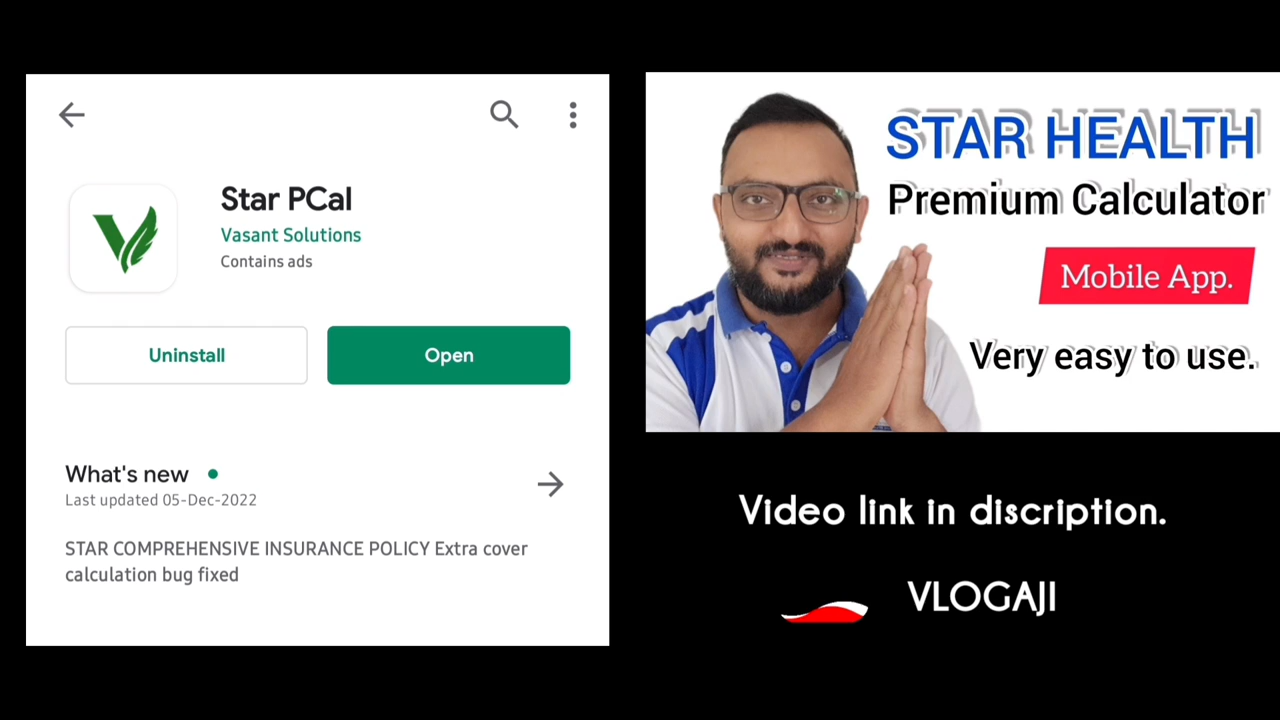 Star PCal
Vasant Solutions
Contains ads
Uninstall
Open
What's new
Last updated 05-Dec-2022
STAR COMPREHENSIVE INSURANCE POLICY Extra cover
calculation bug fixed
STAR HEALTH
Premium Calculator
Mobile App.
Very easy to use.
Video link in discription.
VLOGAJI